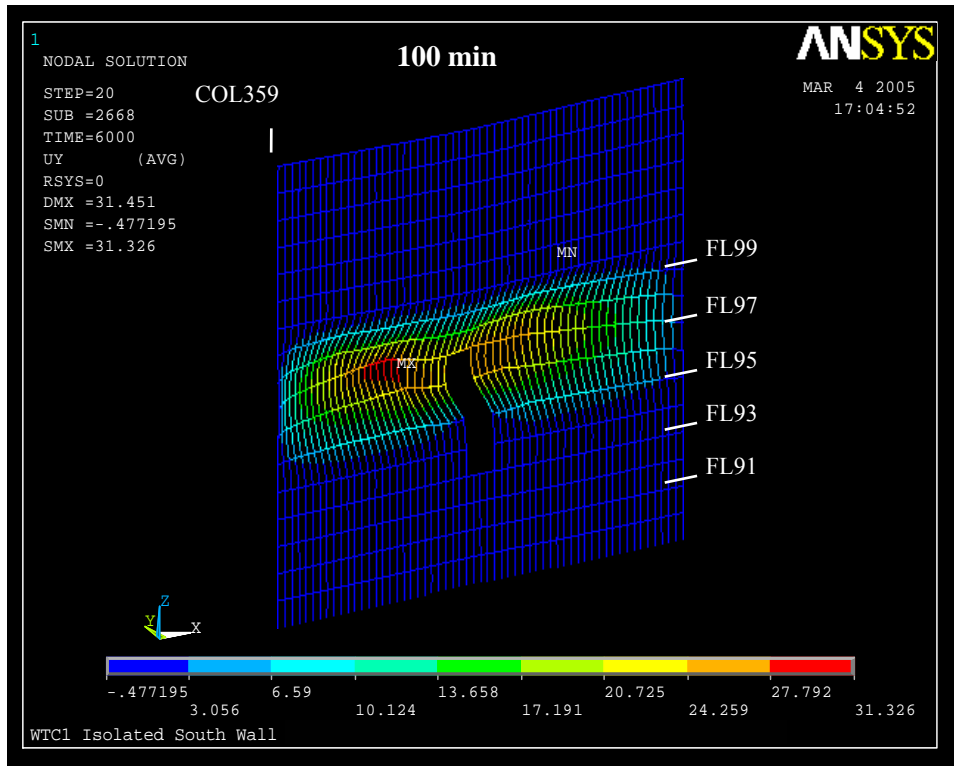 1
ANSYS
NODAL SOLUTION
100 min
MAR 4 2005
17:04:52
STEP=20
COL359
SUB =2668
TIME=6000
UY (AVG)
RSYS=0
DMX =31.451
SMN =-.477195
SMX =31.326
MN
FL99
FL97
MX
FL95
FL93
FL91
Z
Y
X
-.477195 6.59 13.658 20.725 27.792
3.056 10.124 17.191 24.259 31.326
WTC1 Isolated South Wall